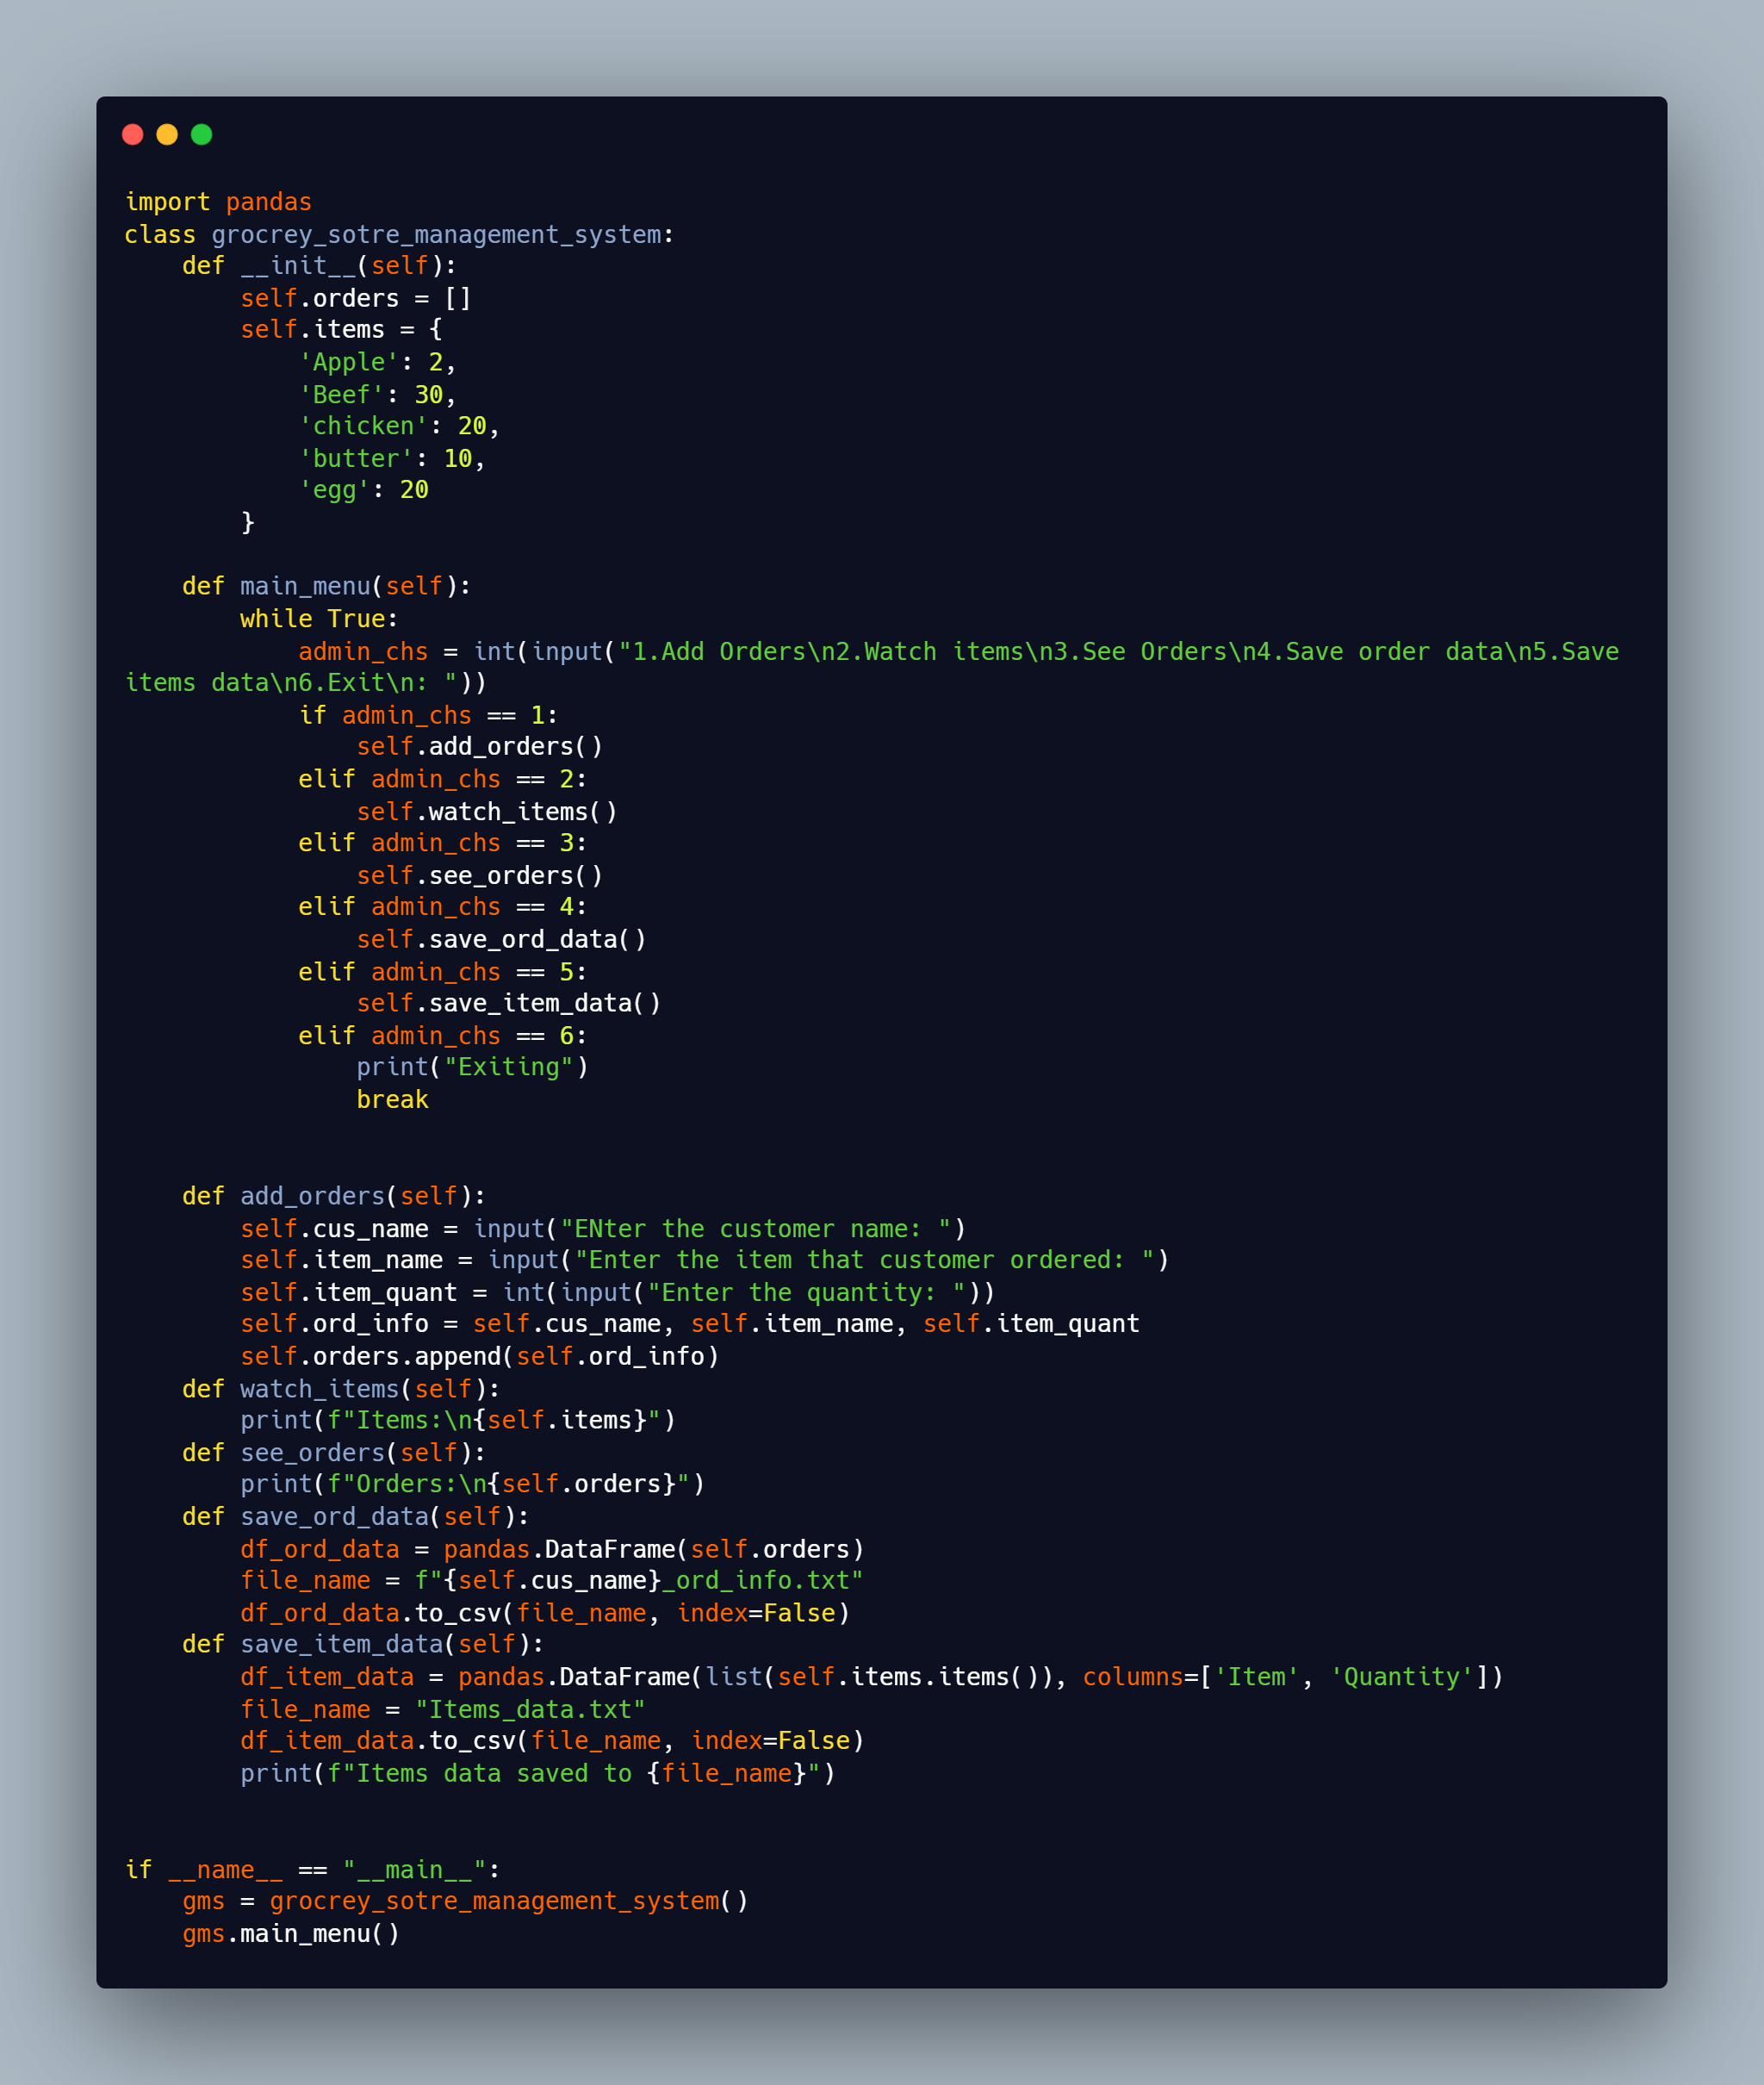 import pandas
class grocrey_sotre_management_system:
    def __init__(self):
        self.orders = []
        self.items = {
            'Apple': 2,
            'Beef': 30,
            'chicken': 20,
            'butter': 10,
            'egg': 20
        }
    def main_menu(self):
        while True:
            admin_chs = int(input("1.Add Orders\n2.Watch items\n3.See Orders\n4.Save order data\n5.Save
items data\n6.Exit\n: "))
            if admin_chs == 1:
                self.add_orders()
            elif admin_chs == 2:
                self.watch_items()
            elif admin_chs == 3:
                self.see_orders()
            elif admin_chs == 4:
                self.save_ord_data()
            elif admin_chs == 5:
                self.save_item_data()
            elif admin_chs == 6:
                print("Exiting")
                break
    def add_orders(self):
        self.cus_name = input("ENter the customer name: ")
        self.item_name = input("Enter the item that customer ordered: ")
        self.item_quant = int(input("Enter the quantity: "))
        self.ord_info = self.cus_name, self.item_name, self.item_quant
        self.orders.append(self.ord_info)
    def watch_items(self):
        print(f"Items:\n{self.items}")
    def see_orders(self):
        print(f"Orders:\n{self.orders}")
    def save_ord_data(self):
        df_ord_data = pandas.DataFrame(self.orders)
        file_name = f"{self.cus_name}_ord_info.txt"
        df_ord_data.to_csv(file_name, index=False)
    def save_item_data(self):
        df_item_data = pandas.DataFrame(list(self.items.items()), columns=['Item', 'Quantity'])
        file_name = "Items_data.txt"
        df_item_data.to_csv(file_name, index=False)
        print(f"Items data saved to {file_name}")
if __name__ == "__main__":
    gms = grocrey_sotre_management_system()
    gms.main_menu()